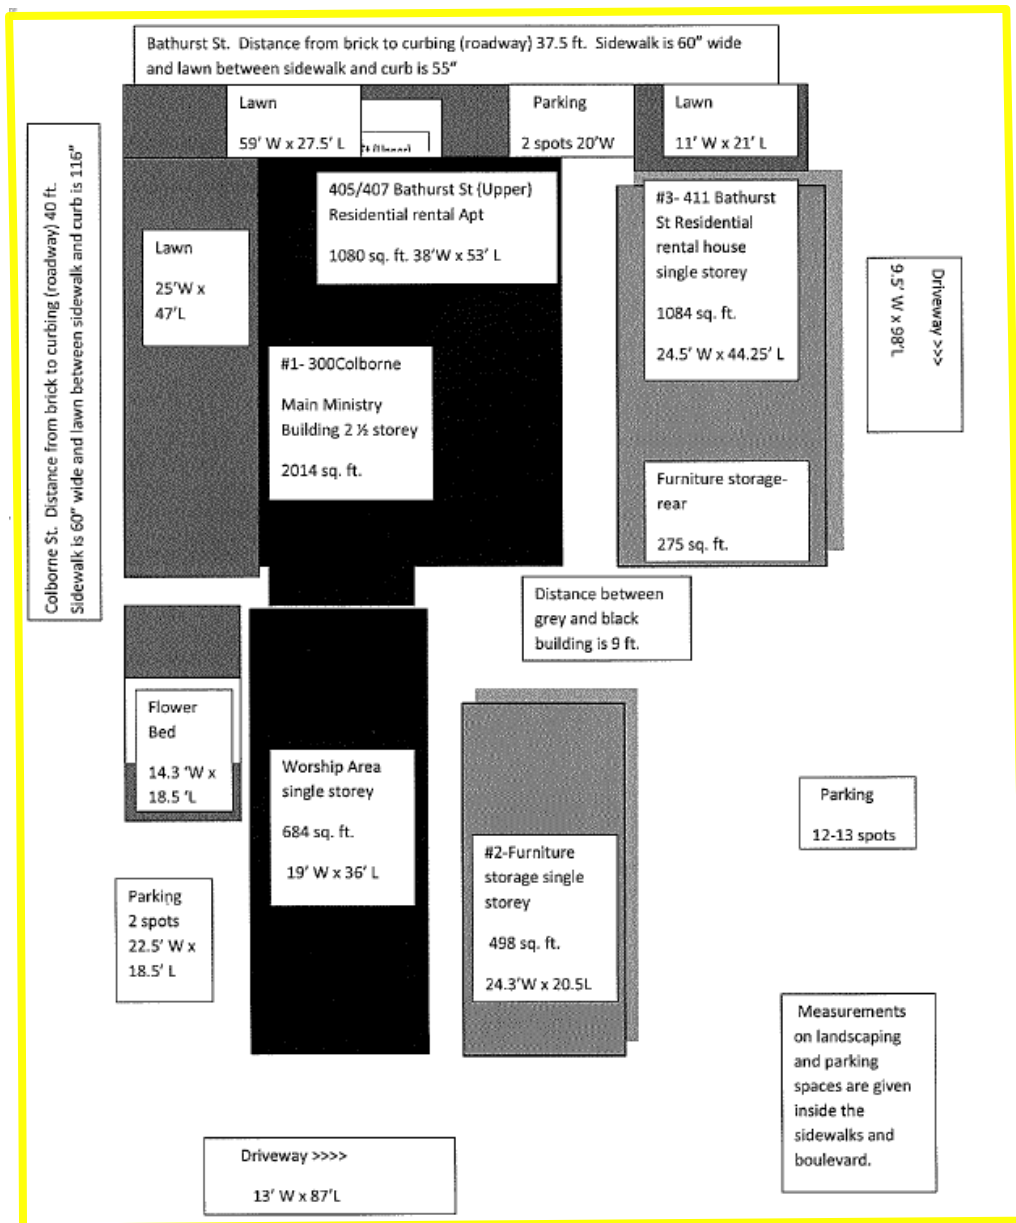 Bathurst St.  Distance from brick to curbing (roadway) 37.5 ft.  Sidewalk is 60" wide
and lawn between sidewalk and curb is 55"
Lawn
59' W x 27.5' L
Parking
2 spots 20'W
Lawn
11' W x 21' L
Colborne St.  Distance from brick to curbing (roadway) 40 ft.
Sidewalk is 60" wide and lawn between sidewalk and curb is 116"
405/407 Bathurst St (Upper)
Residential rental Apt
1080 sq. ft. 38'W x 53' L
#3- 411 Bathurst
St Residential
rental house
single storey
1084 sq. ft.
24.5' W x 44.25' L
Lawn
25'W x
47'L
Driveway >>>
9.5' W x 98'L
#1- 300Colborne
Main Ministry
Building 2 ½ storey
2014 sq. ft.
Furniture storage-
rear
275 sq. ft.
Distance between
grey and black
building is 9 ft.
Flower
Bed
14.3 'W x
18.5 'L
Worship Area
single storey
684 sq. ft.
19' W x 36' L
Parking
12-13 spots
#2-Furniture
storage single
storey
498 sq. ft.
24.3'W x 20.5L
Parking
2 spots
22.5' W x
18.5' L
Measurements
on landscaping
and parking
spaces are given
inside the
sidewalks and
boulevard.
Driveway >>>>
13' W x 87'L